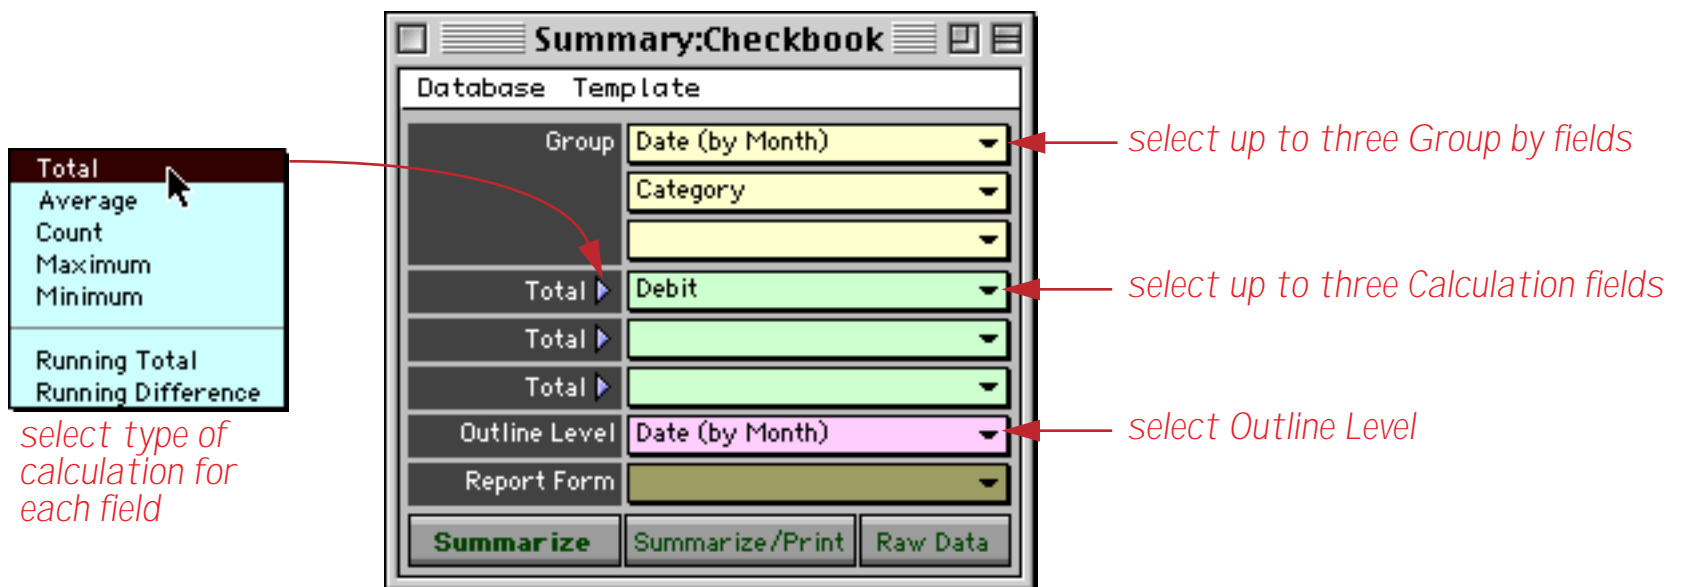 Summary:Checkbook
Database Template
Group Date (by Month)
select up to three Group by fields
Category
Total
Average
Count
Maximum
Minimum
Running Total
Running Difference
select type of
calculation for
each field
Total Debit
select up to three Calculation fields
Total
Total
Outline Level Date (by Month)
select Outline Level
Report Form
Summarize Summarize/Print Raw Data